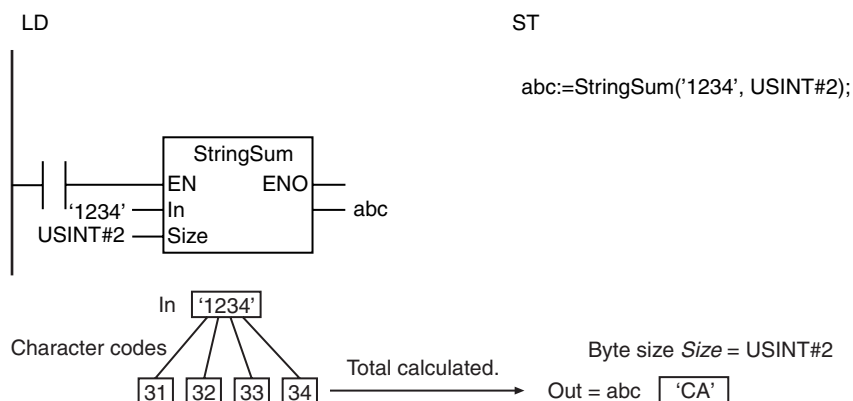 LD
ST
abc:=StringSum('1234', USINT#2);
StringSum
EN ENO
‘1234’ In abc
USINT#2 Size
In ‘1234’
Character codes
Total calculated.
Byte size Size = USINT#2
31 32 33 34
Out = abc ‘CA’